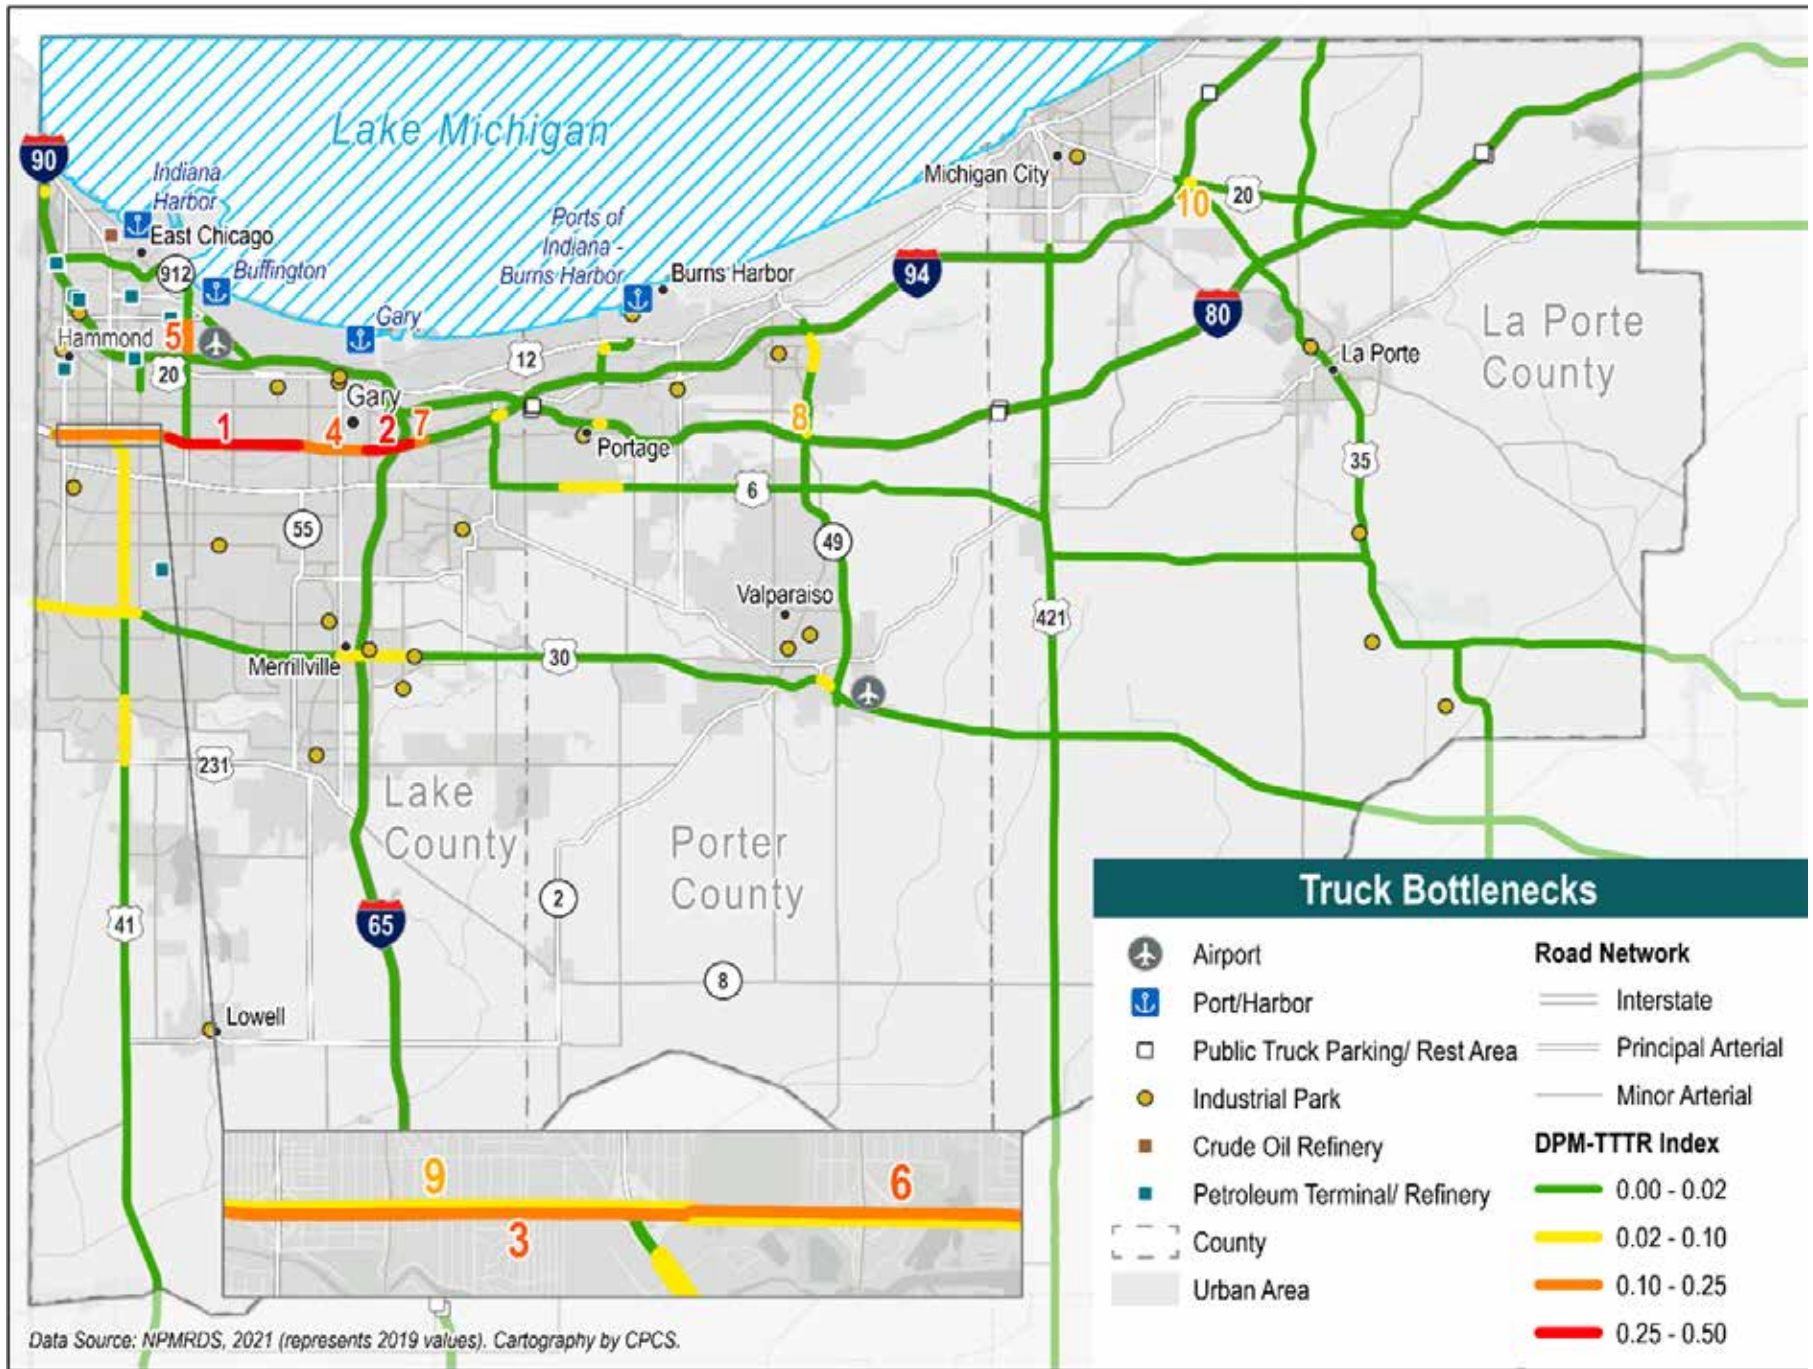 Lake Michigan
90
Indiana
Harbor
East Chicago
912
Buffington
Ports of
Indiana -
Burns Harbor
Burns Harbor
Michigan City
10
20
94
80
Hammond
5
20
Gary
12
Gary
1
4
2
7
8
Portage
6
La Porte
County
La Porte
35
55
49
Valparaiso
421
Merrillville
30
231
Lake
County
Porter
County
41
65
2
8
Lowell
9
6
3
Truck Bottlenecks
Airport
Port/Harbor
Public Truck Parking/ Rest Area
Industrial Park
Crude Oil Refinery
Petroleum Terminal/ Refinery
County
Urban Area
Road Network
Interstate
Principal Arterial
Minor Arterial
DPM-TTTR Index
0.00 - 0.02
0.02 - 0.10
0.10 - 0.25
0.25 - 0.50
Data Source: NPMRDS, 2021 (represents 2019 values). Cartography by CPCS.